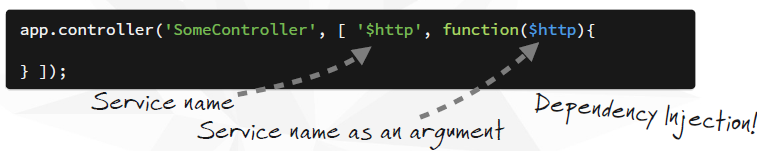 app.controller('SomeController', [ '$http', function($http){
} ]);
Service name
Service name as an argument
Dependency Injection!